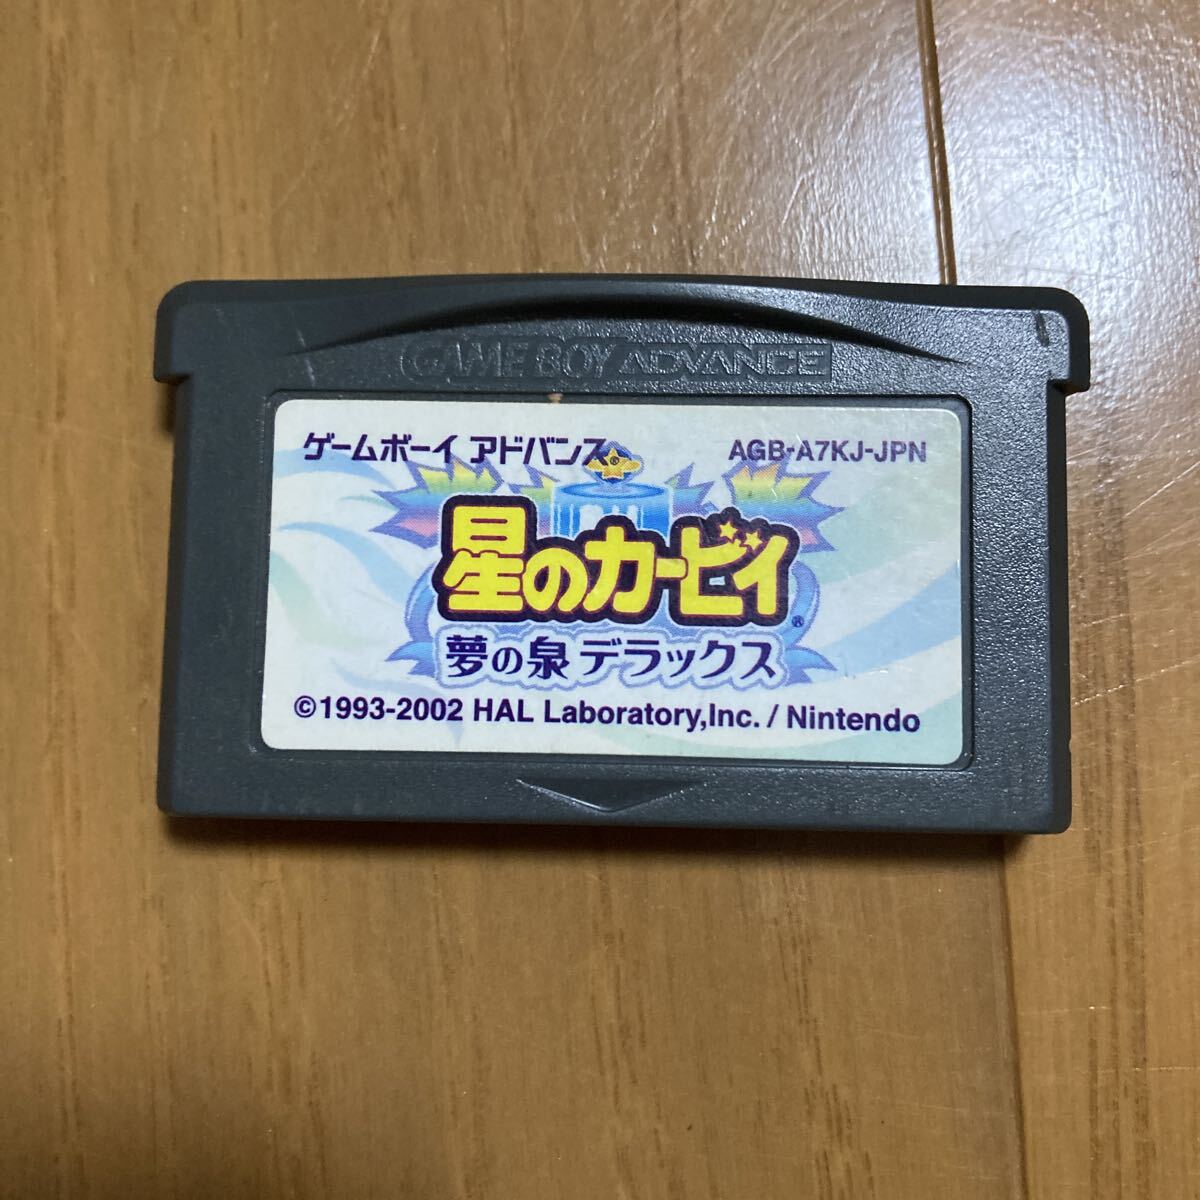 GAME BOY ADVANCE
ゲームボーイ アドバンス® AGB-A7KJ-JPN
星のカービィ®
夢の泉デラックス
©1993-2002 HAL Laboratory,Inc. / Nintendo